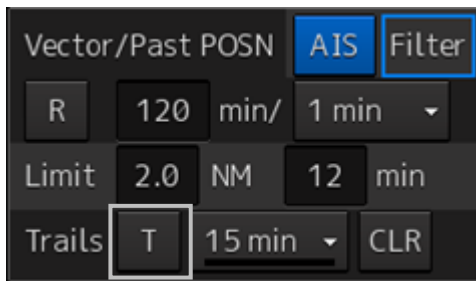 Vector/Past POSN AIS Filter
R 120 min/ 1 min
Limit 2.0 NM 12 min
Trails T 15 min CLR